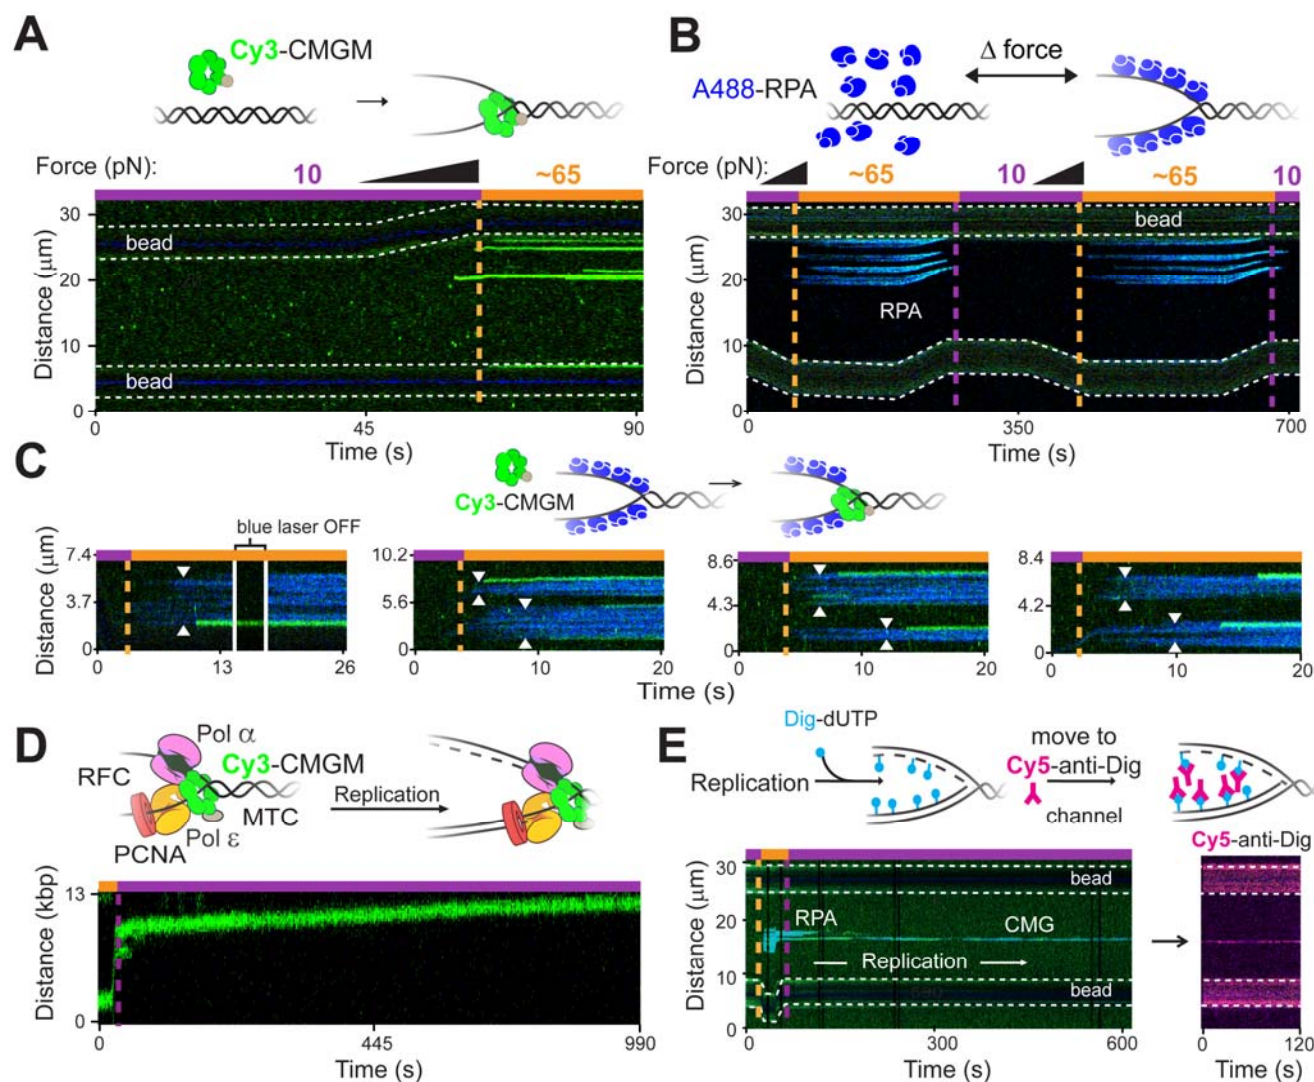 A
Cy3-CMGM
Force (pN):
10
~65
Distance (μm)
30
20
10
0
bead
bead
0
45
90
Time (s)
B
A488-RPA
Δ force
Force (pN):
~65
10
~65
10
Distance (μm)
30
20
10
0
bead
RPA
0
350
700
Time (s)
C
Cy3-CMGM
blue laser OFF
Distance (μm)
7.4
3.7
0
0
13
26
10.2
5.6
0
0
10
20
8.6
4.3
0
0
10
20
8.4
4.2
0
0
10
20
Time (s)
D
Pol α
Cy3-CMGM
RFC
MTC
Pol ε
PCNA
Replication
Distance (kbp)
13
0
0
445
990
Time (s)
E
Dig-dUTP
Replication
move to
Cy5-anti-Dig
channel
Cy5-anti-Dig
Distance (μm)
30
20
10
0
bead
RPA
CMG
Replication
bead
0
300
600
Time (s)
0
120
Time (s)